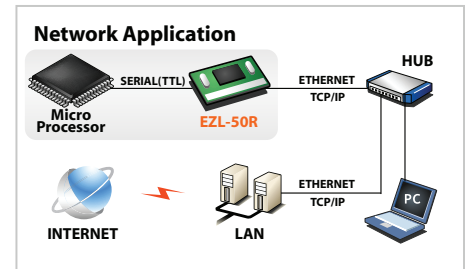 Network Application
HUB
SERIAL(TTL)
ETHERNET
TCP/IP
Micro
Processor
EZL-50R
ETHERNET
TCP/IP
PC
INTERNET
LAN